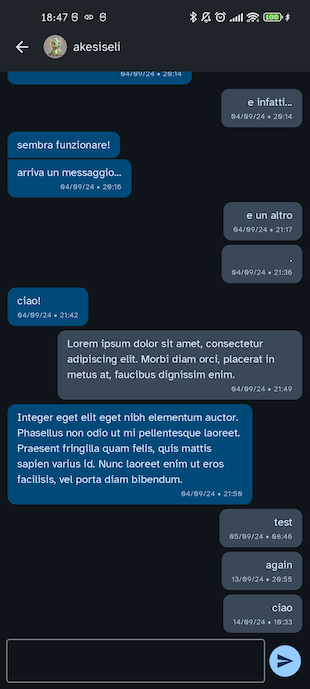 18:47
100
akesiseli
04/09/24 • 20:14
e infatti...
04/09/24 • 20:14
sembra funzionare!
arriva un messaggio...
04/09/24 • 20:16
e un altro
04/09/24 • 21:17
.
04/09/24 • 21:36
ciao!
04/09/24 • 21:42
Lorem ipsum dolor sit amet, consectetur
adipiscing elit. Morbi diam orci, placerat in
metus at, faucibus dignissim enim.
04/09/24 • 21:49
Integer eget elit eget nibh elementum auctor.
Phasellus non odio ut mi pellentesque laoreet.
Praesent fringilla quam felis, quis mattis
sapien varius id. Nunc laoreet enim ut eros
facilisis, vel porta diam bibendum.
04/09/24 • 21:50
test
05/09/24 • 08:46
again
13/09/24 • 20:55
ciao
14/09/24 • 10:33